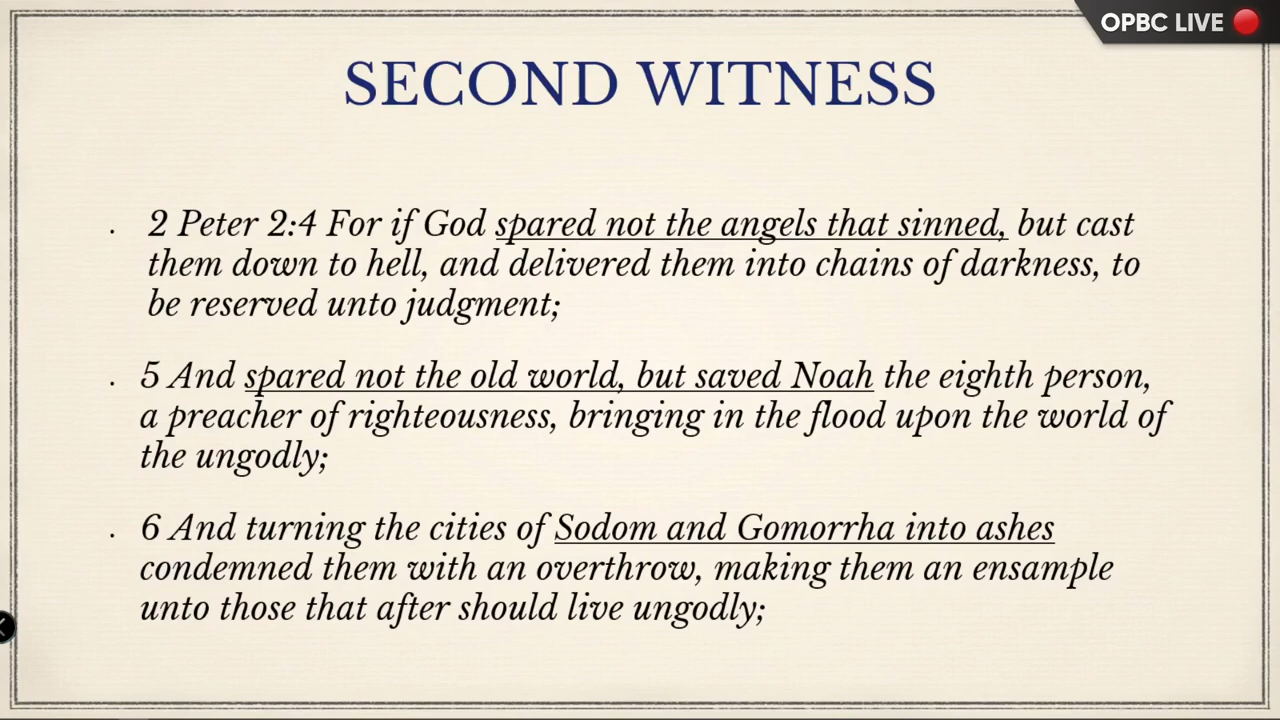 OPBC LIVE
SECOND WITNESS
2 Peter 2:4 For if God spared not the angels that sinned, but cast
them down to hell, and delivered them into chains of darkness, to
be reserved unto judgment;
5 And spared not the old world, but saved Noah the eighth person,
a preacher of righteousness, bringing in the flood upon the world of
the ungodly;
6 And turning the cities of Sodom and Gomorrha into ashes
condemned them with an overthrow, making them an ensample
unto those that after should live ungodly;